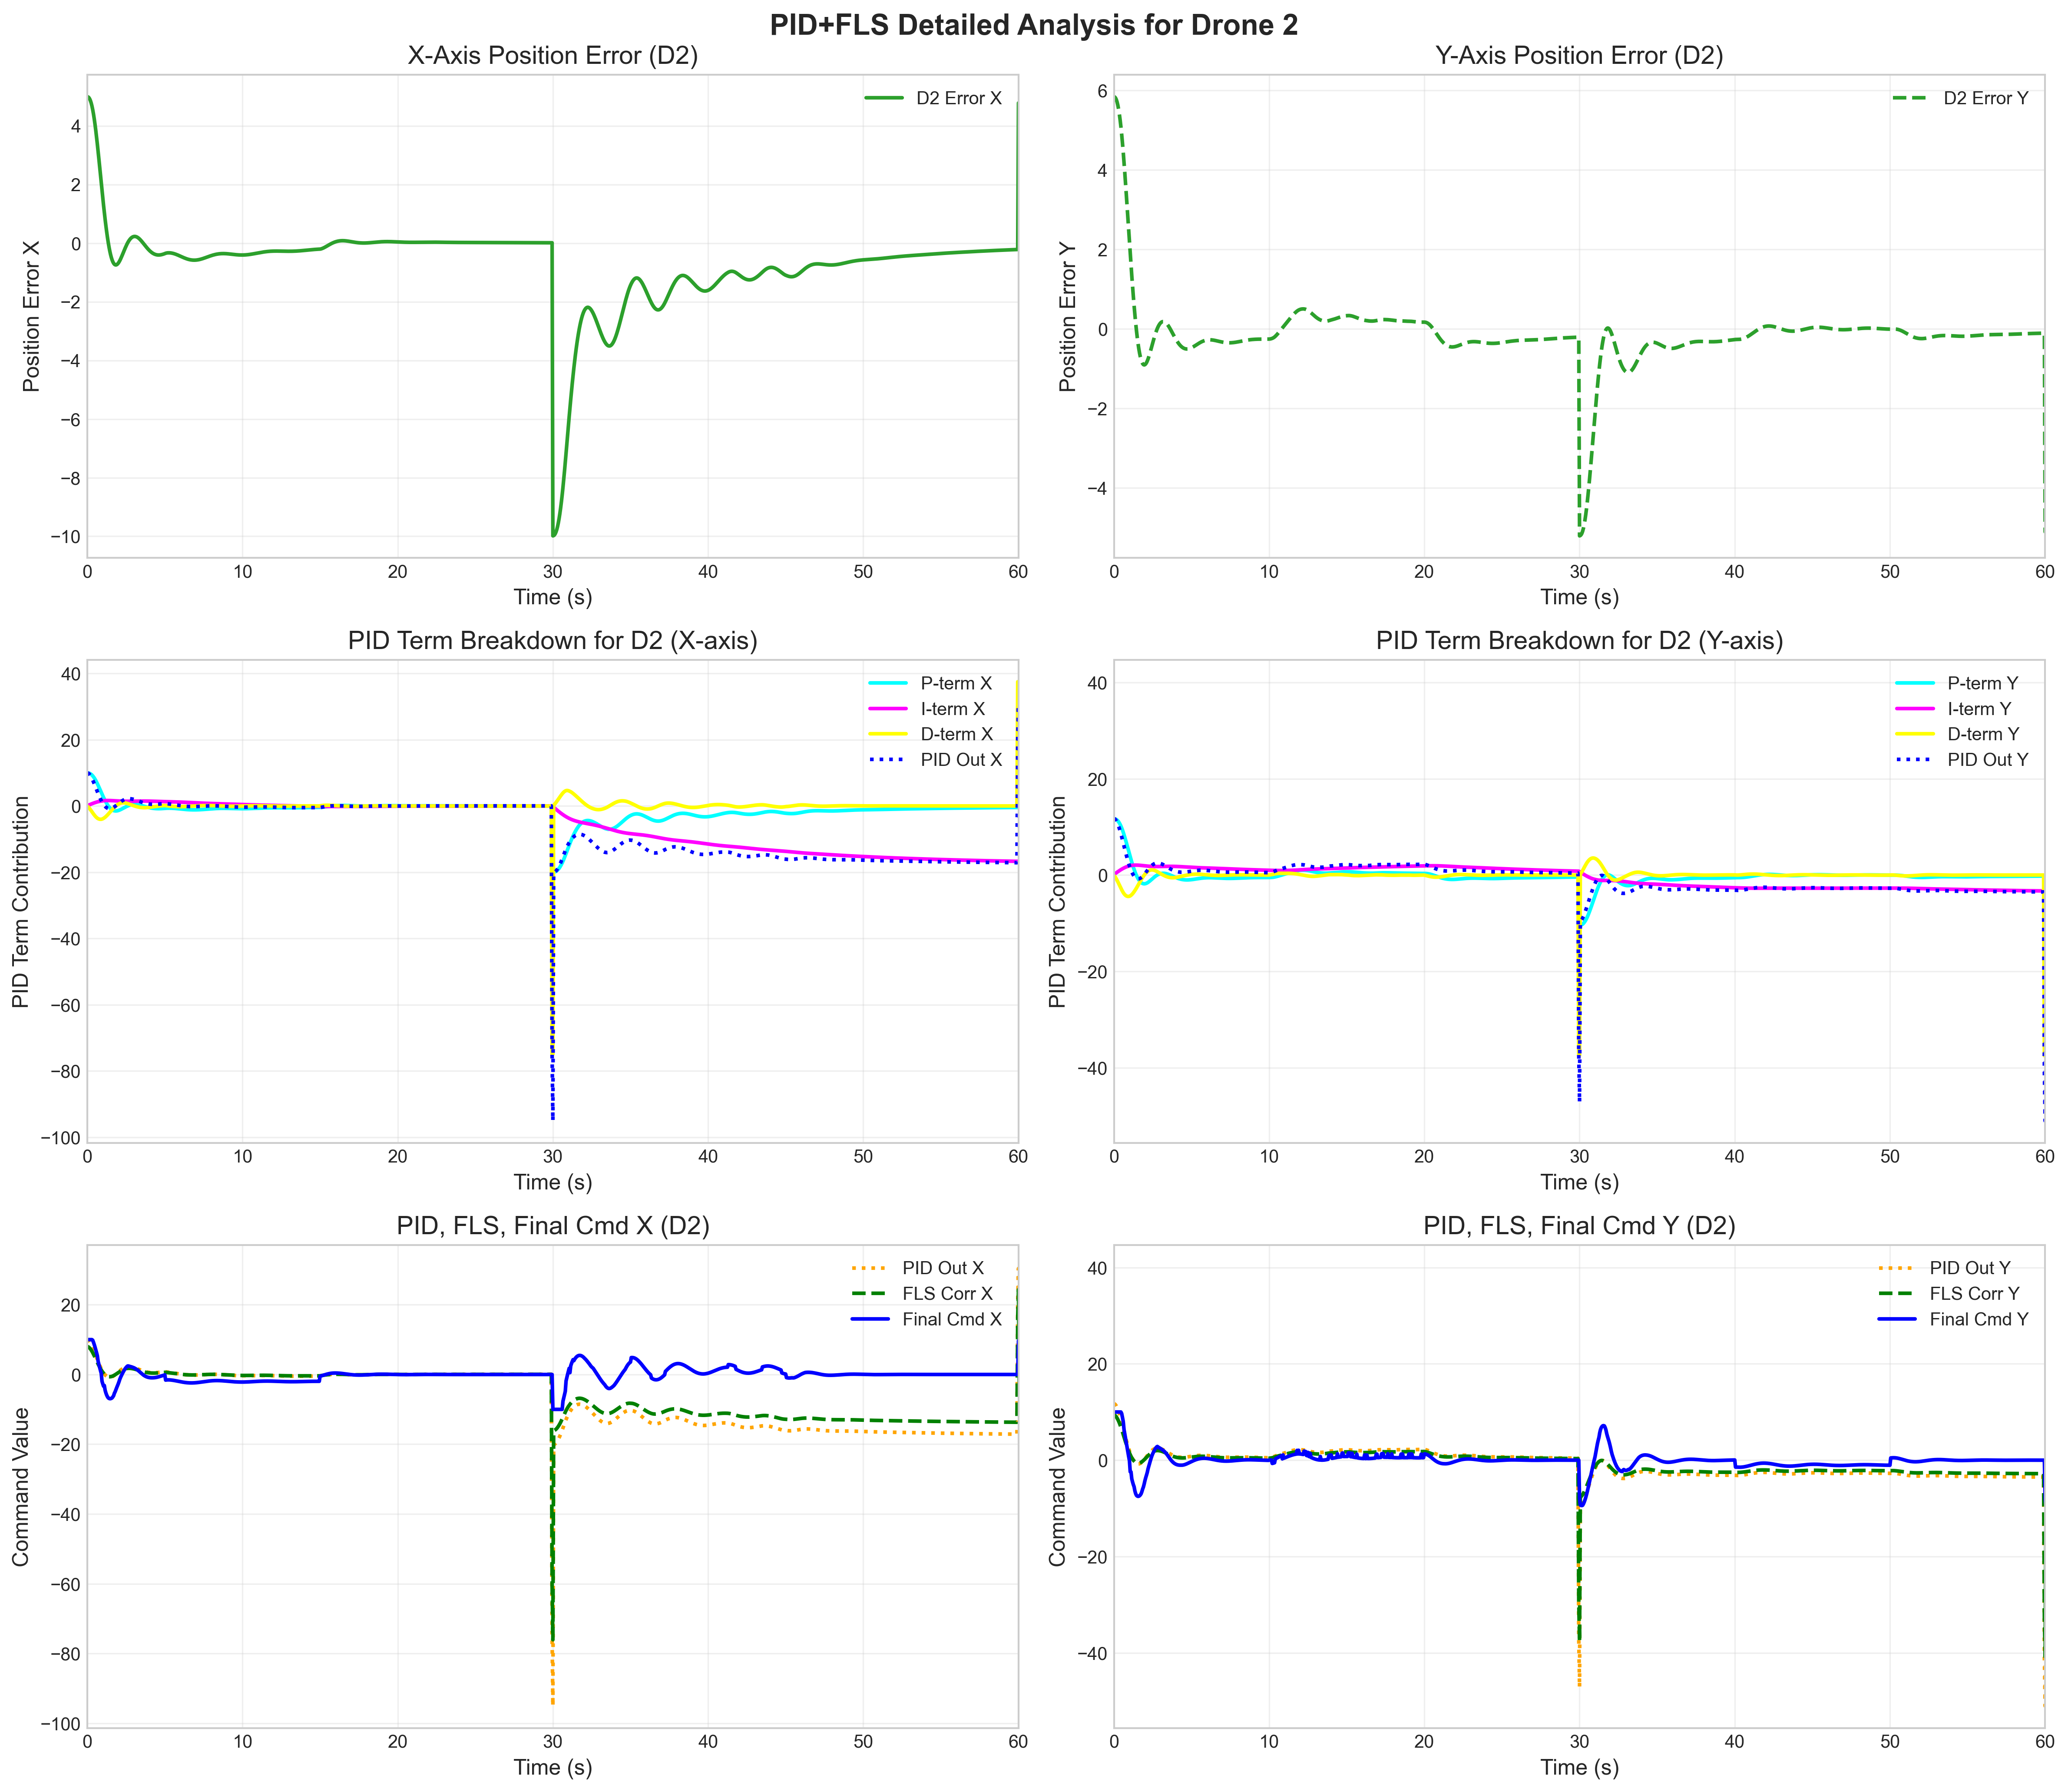 PID+FLS Detailed Analysis for Drone 2
X-Axis Position Error (D2)
D2 Error X
Position Error X
4
2
0
−2
−4
−6
−8
−10
0 10 20 30 40 50 60
Time (s)
Y-Axis Position Error (D2)
D2 Error Y
Position Error Y
6
4
2
0
−2
−4
0 10 20 30 40 50 60
Time (s)
PID Term Breakdown for D2 (X-axis)
P-term X
I-term X
D-term X
PID Out X
PID Term Contribution
40
20
0
−20
−40
−60
−80
−100
0 10 20 30 40 50 60
Time (s)
PID Term Breakdown for D2 (Y-axis)
P-term Y
I-term Y
D-term Y
PID Out Y
PID Term Contribution
40
20
0
−20
−40
0 10 20 30 40 50 60
Time (s)
PID, FLS, Final Cmd X (D2)
PID Out X
FLS Corr X
Final Cmd X
Command Value
20
0
−20
−40
−60
−80
−100
0 10 20 30 40 50 60
Time (s)
PID, FLS, Final Cmd Y (D2)
PID Out Y
FLS Corr Y
Final Cmd Y
Command Value
40
20
0
−20
−40
0 10 20 30 40 50 60
Time (s)